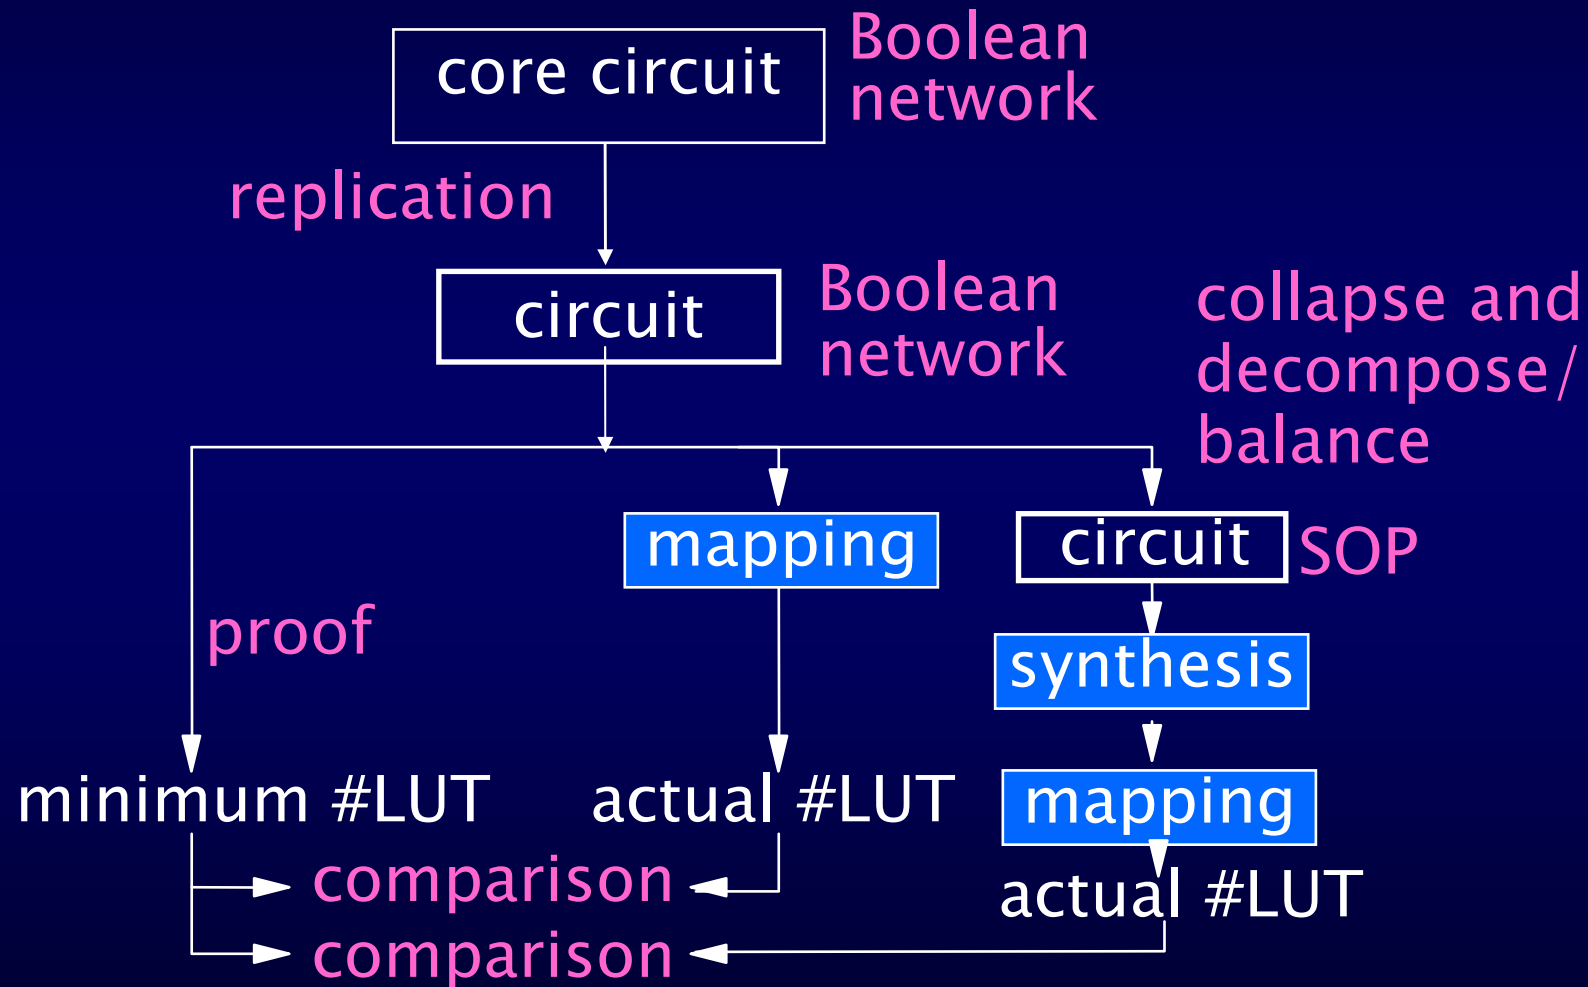 core circuit
Boolean
network
replication
circuit
Boolean
network
collapse and
decompose/
balance
mapping
circuit
SOP
proof
synthesis
minimum #LUT
actual #LUT
mapping
comparison
actual #LUT
comparison